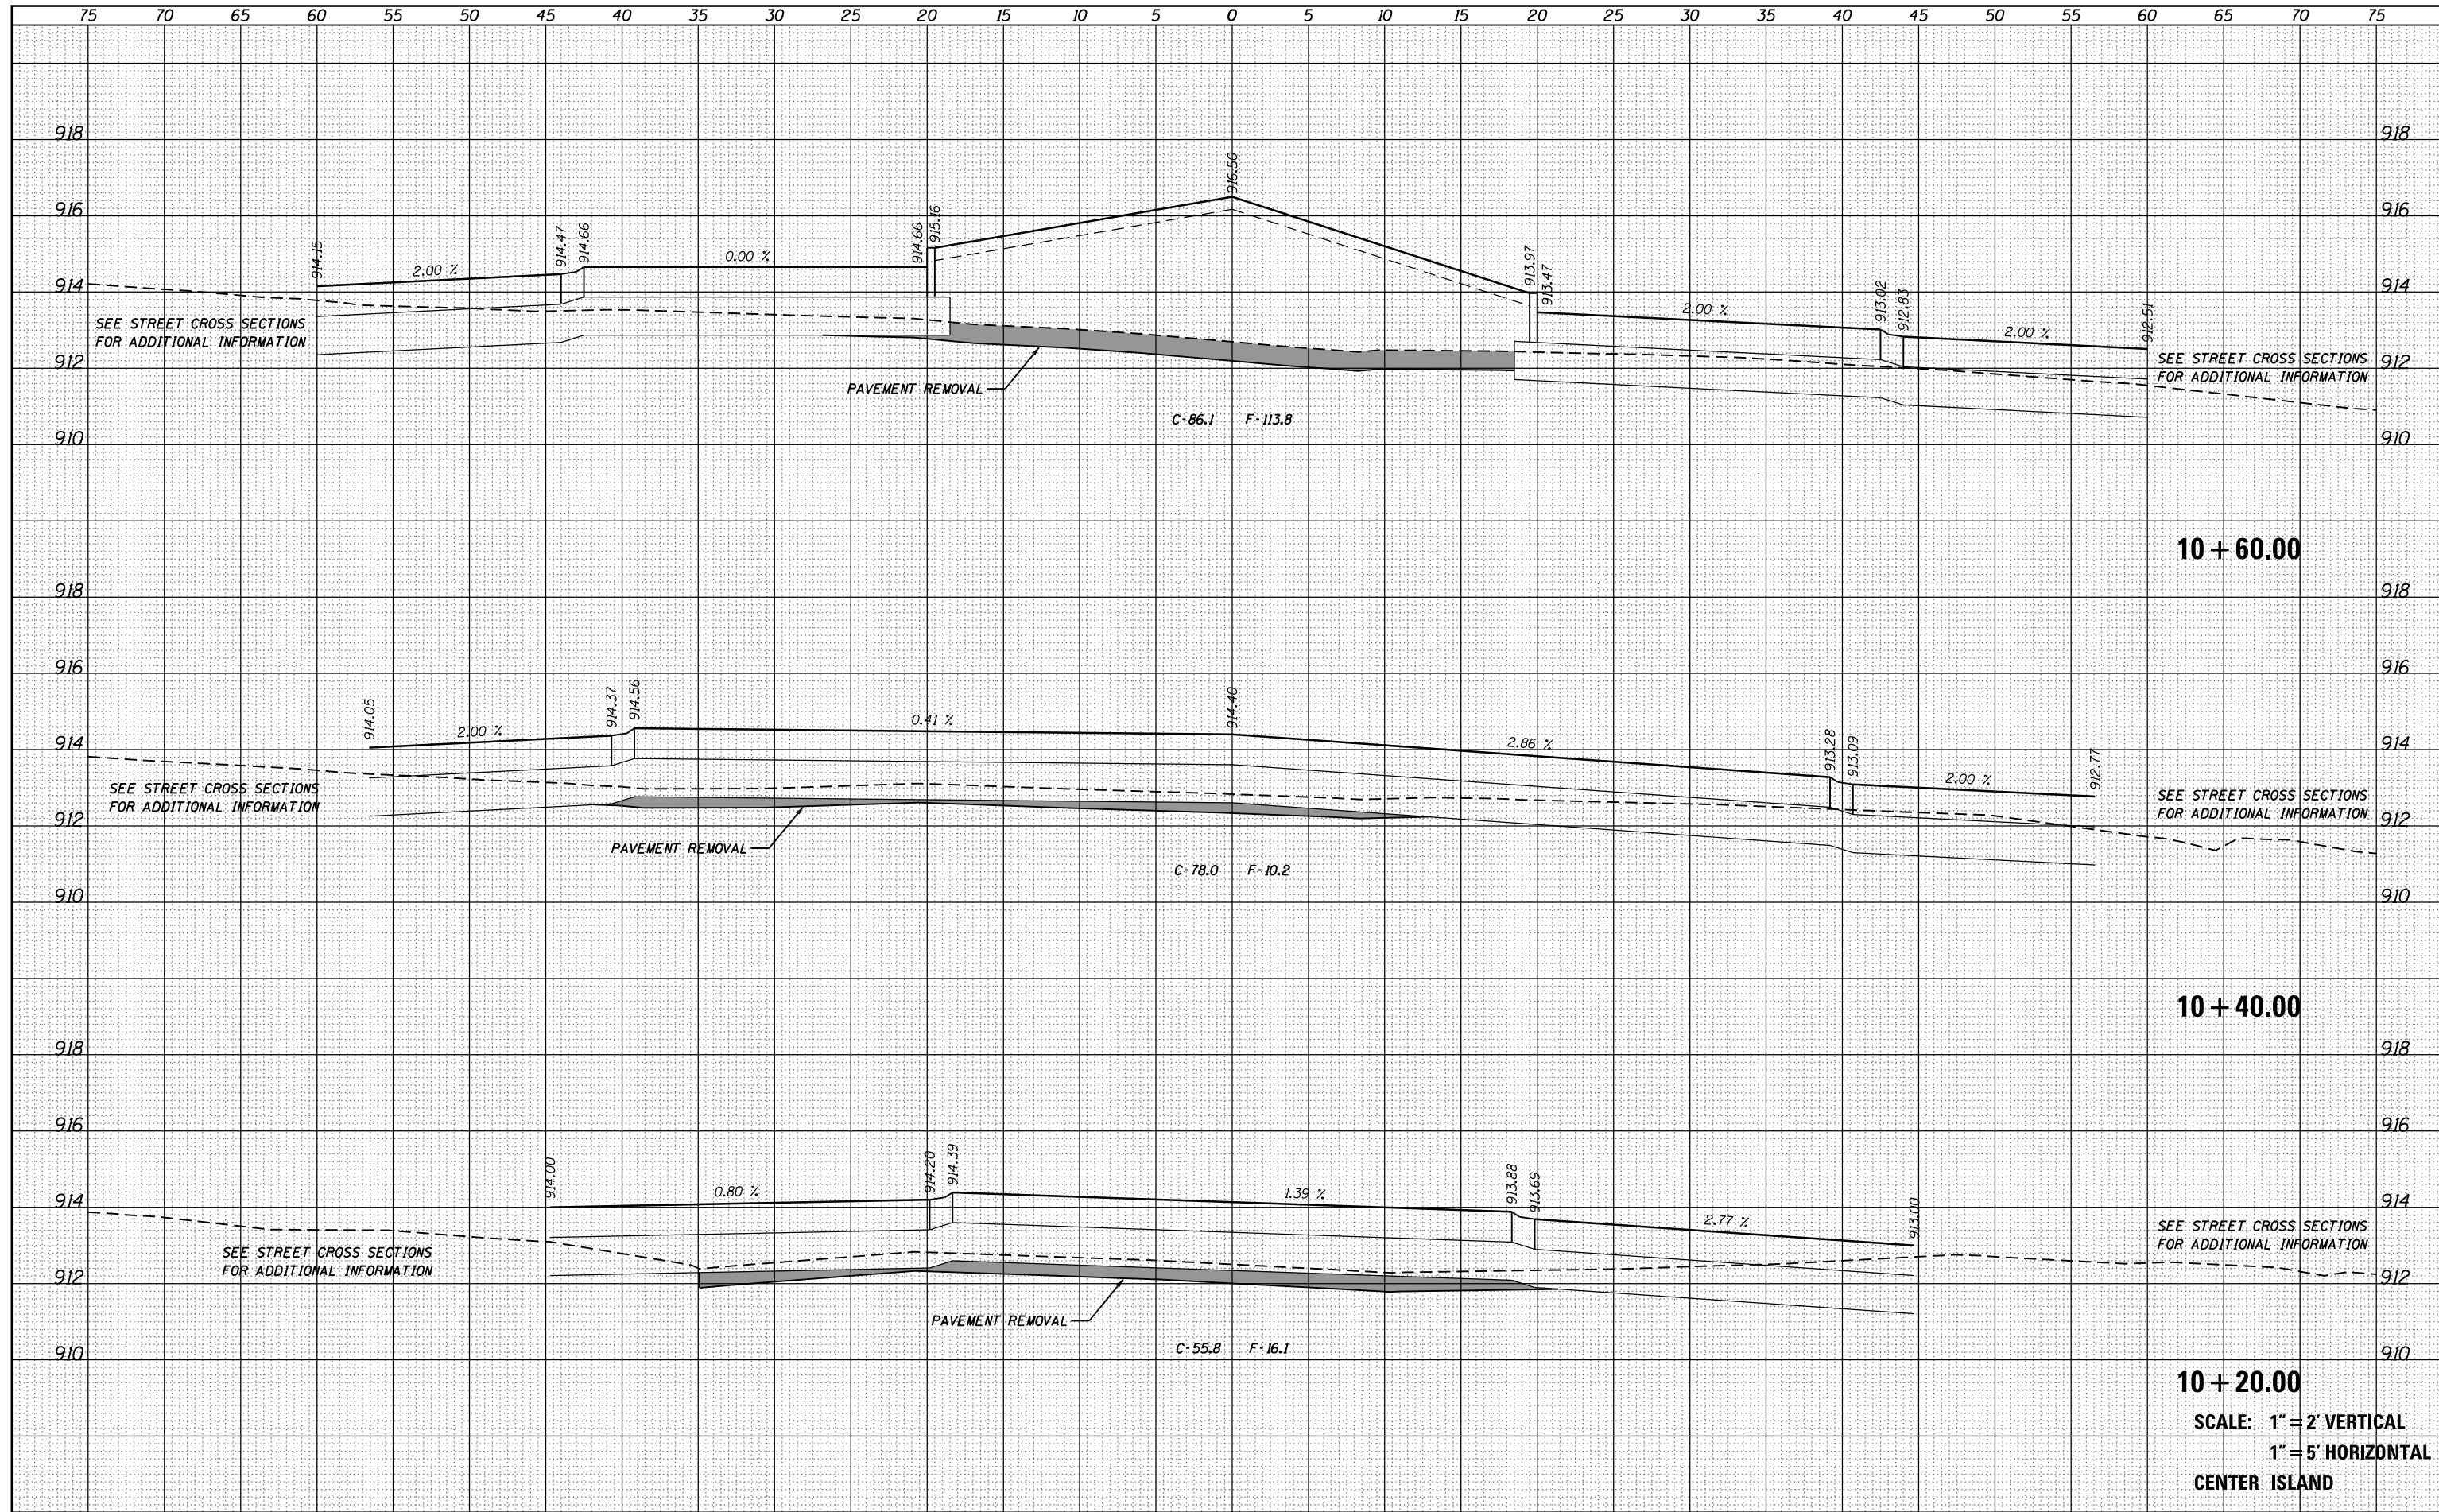 75 70 65 60 55 50 45 40 35 30 25 20 15 10 5 0 5 10 15 20 25 30 35 40 45 50 55 60 65 70 75
918 918
916.50
916 916
914.15 914.47 914.66 914.66 915.16 913.97 913.47 913.02 912.83 912.51
2.00 % 0.00 % 2.00 % 2.00 %
914 914
SEE STREET CROSS SECTIONS
FOR ADDITIONAL INFORMATION
SEE STREET CROSS SECTIONS
FOR ADDITIONAL INFORMATION
912 912
PAVEMENT REMOVAL
C-86.1 F-113.8
910 910
10+60.00
918 918
916 916
914.05 914.37 914.56 914.40 913.28 913.09 912.77
2.00 % 0.41 % 2.86 % 2.00 %
914 914
SEE STREET CROSS SECTIONS
FOR ADDITIONAL INFORMATION
SEE STREET CROSS SECTIONS
FOR ADDITIONAL INFORMATION
912 912
PAVEMENT REMOVAL
C-78.0 F-10.2
910 910
10+40.00
918 918
916 916
914.00 914.20 914.39 913.88 913.69 913.00
0.80 % 1.39 % 2.77 %
914 914
SEE STREET CROSS SECTIONS
FOR ADDITIONAL INFORMATION
SEE STREET CROSS SECTIONS
FOR ADDITIONAL INFORMATION
912 912
PAVEMENT REMOVAL
C-55.8 F-16.1
910 910
10+20.00
SCALE: 1"=2' VERTICAL
1"=5' HORIZONTAL
CENTER ISLAND